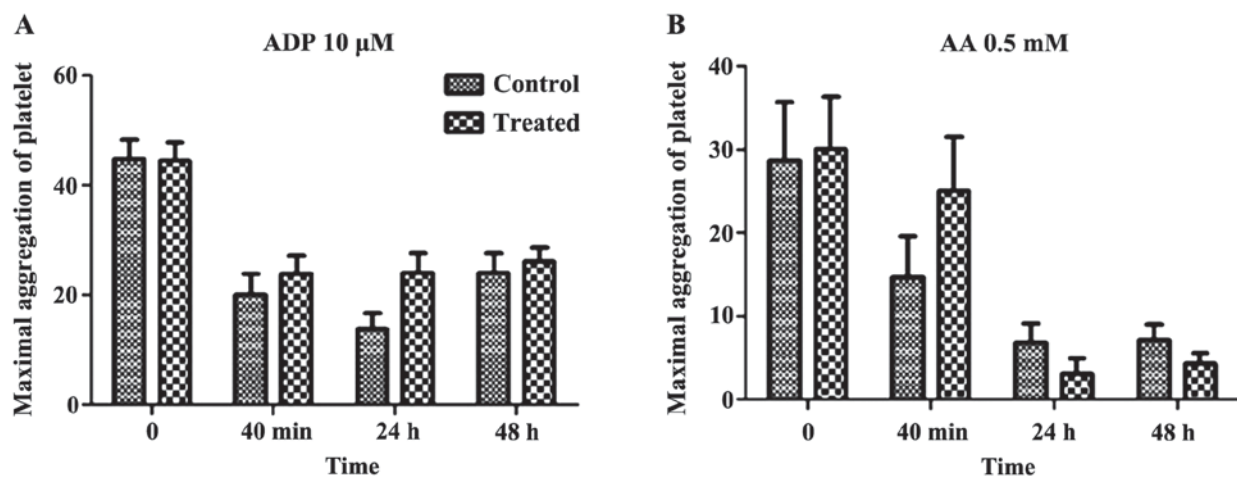 A
ADP 10 μM
Maximal aggregation of platelet
60
40
20
0
Control
Treated
0
40 min
24 h
48 h
Time
B
AA 0.5 mM
Maximal aggregation of platelet
40
30
20
10
0
0
40 min
24 h
48 h
Time